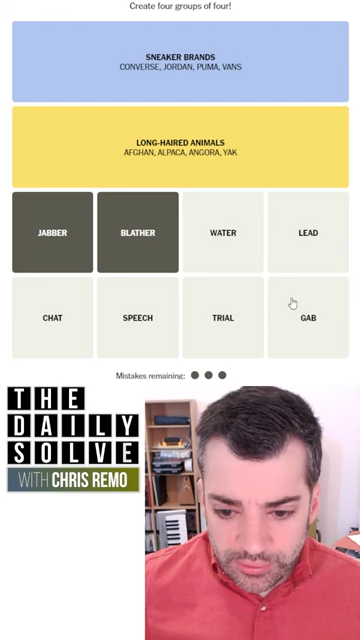 Create four groups of four!
SNEAKER BRANDS
CONVERSE, JORDAN, PUMA, VANS
LONG-HAIRED ANIMALS
AFGHAN, ALPACA, ANGORA, YAK
JABBER BLATHER WATER LEAD
CHAT SPEECH TRIAL GAB
Mistakes remaining:
THE
DAILY
SOLVE
WITH CHRIS REMO